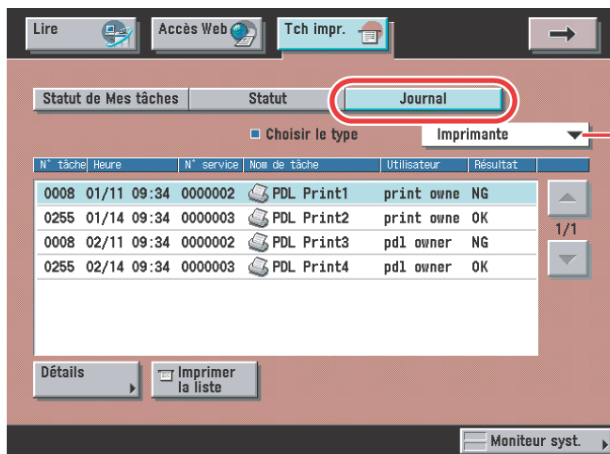 Lire Accès Web Tch impr.
Statut de Mes tâches Statut Journal
Choisir le type Imprimante
N° tâche Heure N° service Nom de tâche Utilisateur Résultat
0008 01/11 09:34 0000002 PDL Print1 print owne NG
0255 01/14 09:34 0000003 PDL Print2 print owne OK
0008 02/11 09:34 0000002 PDL Print3 pdl owner NG
0255 02/14 09:34 0000003 PDL Print4 pdl owner OK
1/1
Détails
Imprimer
la liste
Moniteur syst.